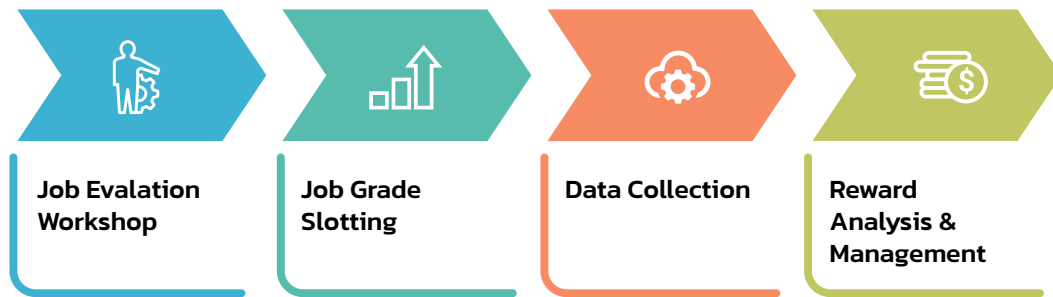 Job Evalation
Workshop
Job Grade
Slotting
Data Collection
Reward
Analysis &
Management
$